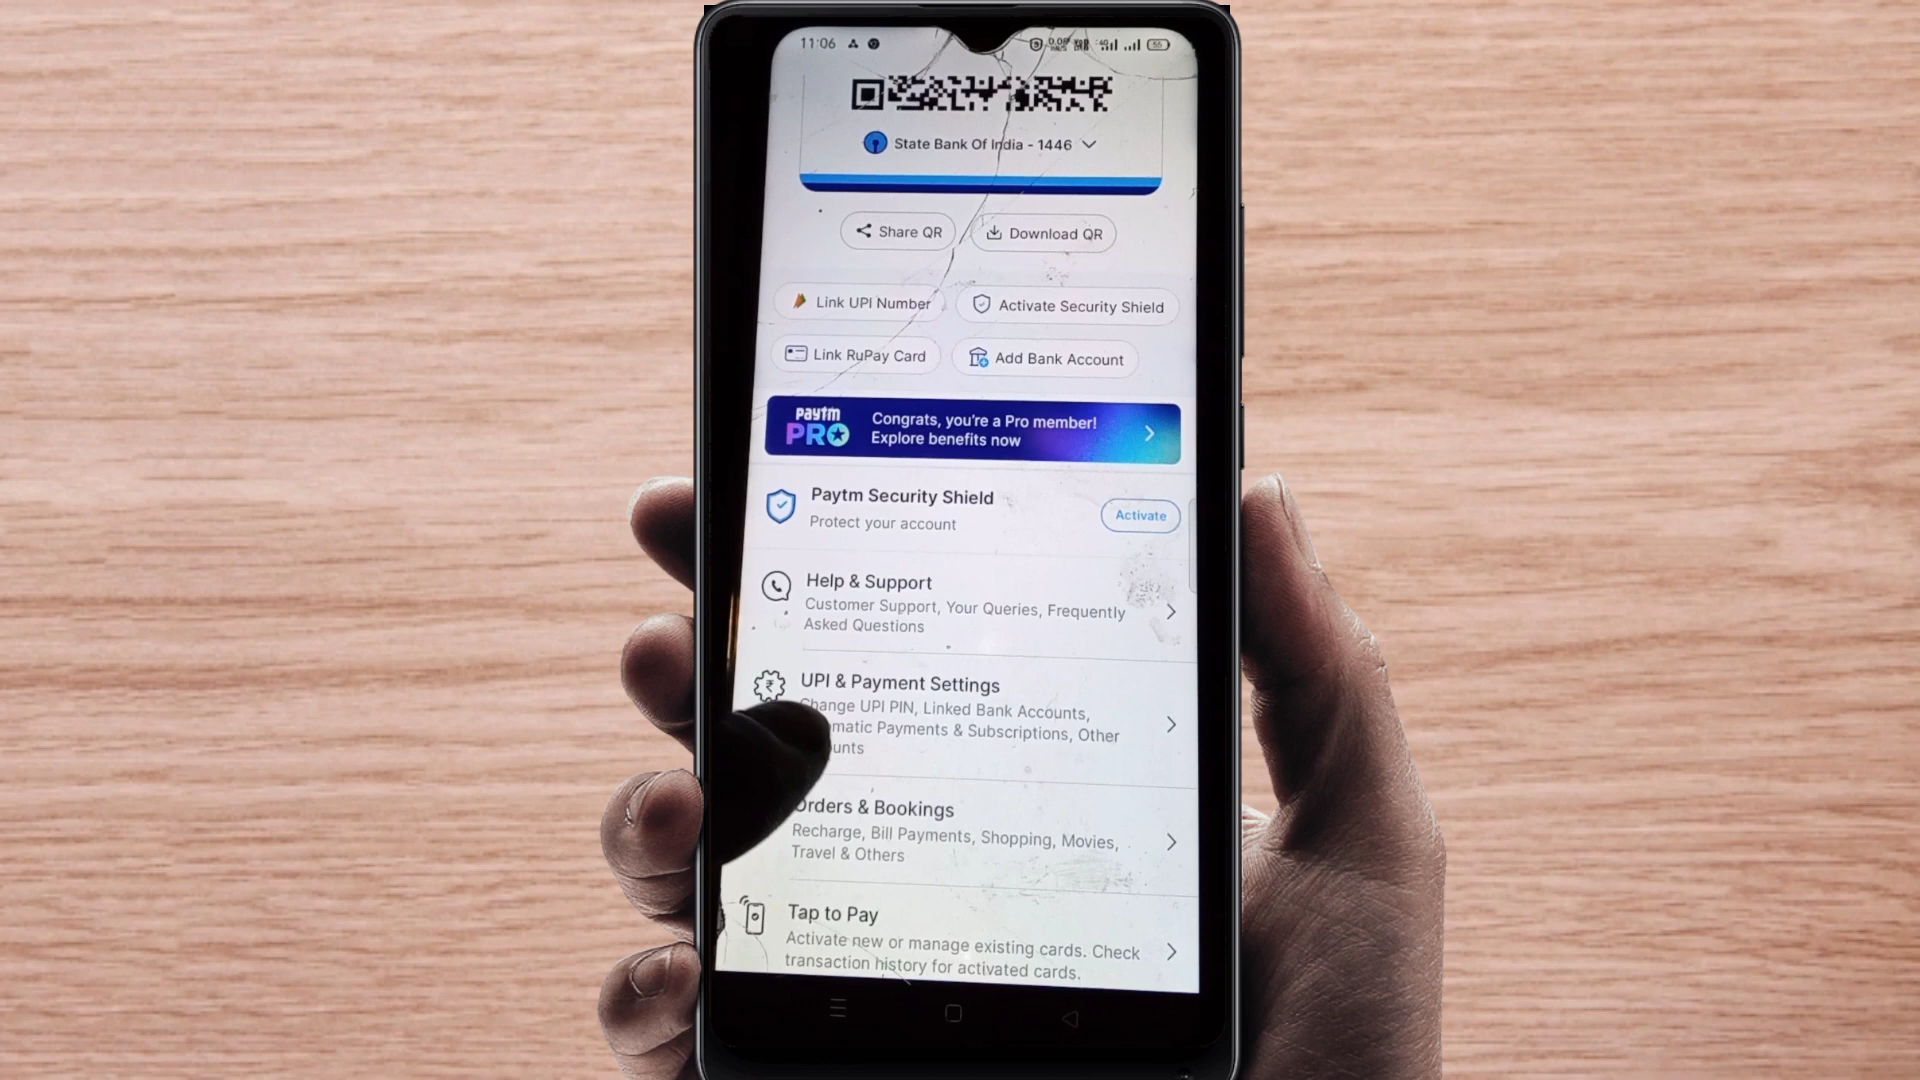 11:06
55
State Bank Of India - 1446
Share QR
Download QR
Link UPI Number
Activate Security Shield
Link RuPay Card
Add Bank Account
paytm
PRO
Congrats, you're a Pro member!
Explore benefits now
Paytm Security Shield
Protect your account
Activate
Help & Support
Customer Support, Your Queries, Frequently
Asked Questions
UPI & Payment Settings
Change UPI PIN, Linked Bank Accounts,
matic Payments & Subscriptions, Other
unts
Orders & Bookings
Recharge, Bill Payments, Shopping, Movies,
Travel & Others
Tap to Pay
Activate new or manage existing cards. Check
transaction history for activated cards.